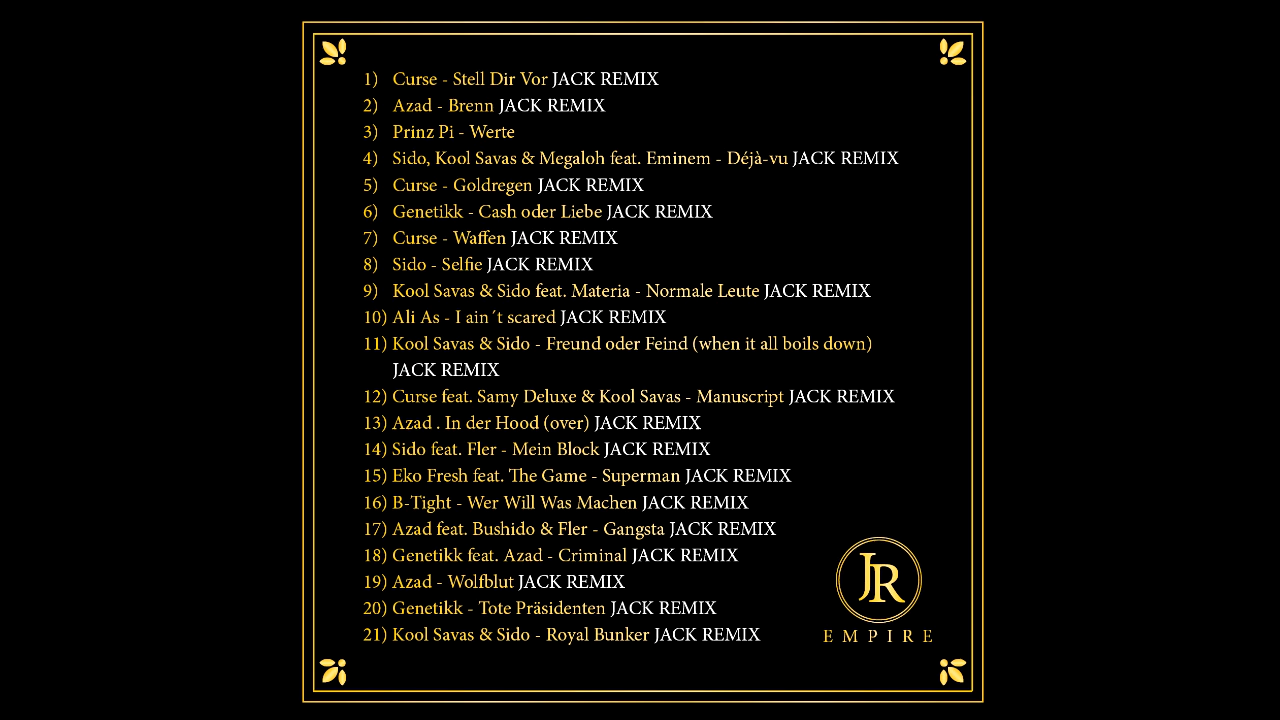 1) Curse - Stell Dir Vor JACK REMIX
2) Azad - Brenn JACK REMIX
3) Prinz Pi - Werte
4) Sido, Kool Savas & Megaloh feat. Eminem - Déjà-vu JACK REMIX
5) Curse - Goldregen JACK REMIX
6) Genetikk - Cash oder Liebe JACK REMIX
7) Curse - Waffen JACK REMIX
8) Sido - Selfie JACK REMIX
9) Kool Savas & Sido feat. Materia - Normale Leute JACK REMIX
10) Ali As - I ain´t scared JACK REMIX
11) Kool Savas & Sido - Freund oder Feind (when it all boils down)
JACK REMIX
12) Curse feat. Samy Deluxe & Kool Savas - Manuscript JACK REMIX
13) Azad . In der Hood (over) JACK REMIX
14) Sido feat. Fler - Mein Block JACK REMIX
15) Eko Fresh feat. The Game - Superman JACK REMIX
16) B-Tight - Wer Will Was Machen JACK REMIX
17) Azad feat. Bushido & Fler - Gangsta JACK REMIX
18) Genetikk feat. Azad - Criminal JACK REMIX
19) Azad - Wolfblut JACK REMIX
20) Genetikk - Tote Präsidenten JACK REMIX
21) Kool Savas & Sido - Royal Bunker JACK REMIX
JR
EMPIRE